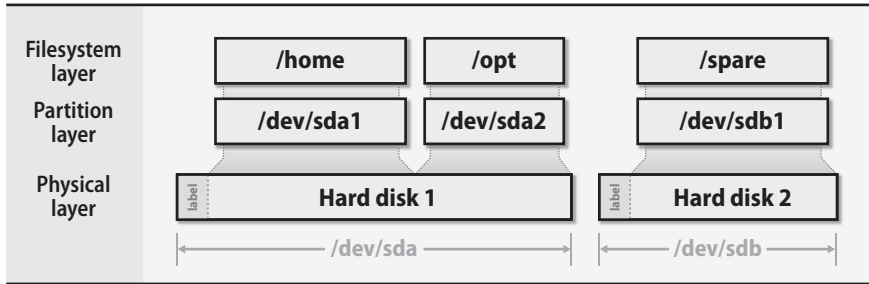 Filesystem
layer
/home
/opt
/spare
Partition
layer
/dev/sda1
/dev/sda2
/dev/sdb1
Physical
layer
label
Hard disk 1
label
Hard disk 2
/dev/sda
/dev/sdb